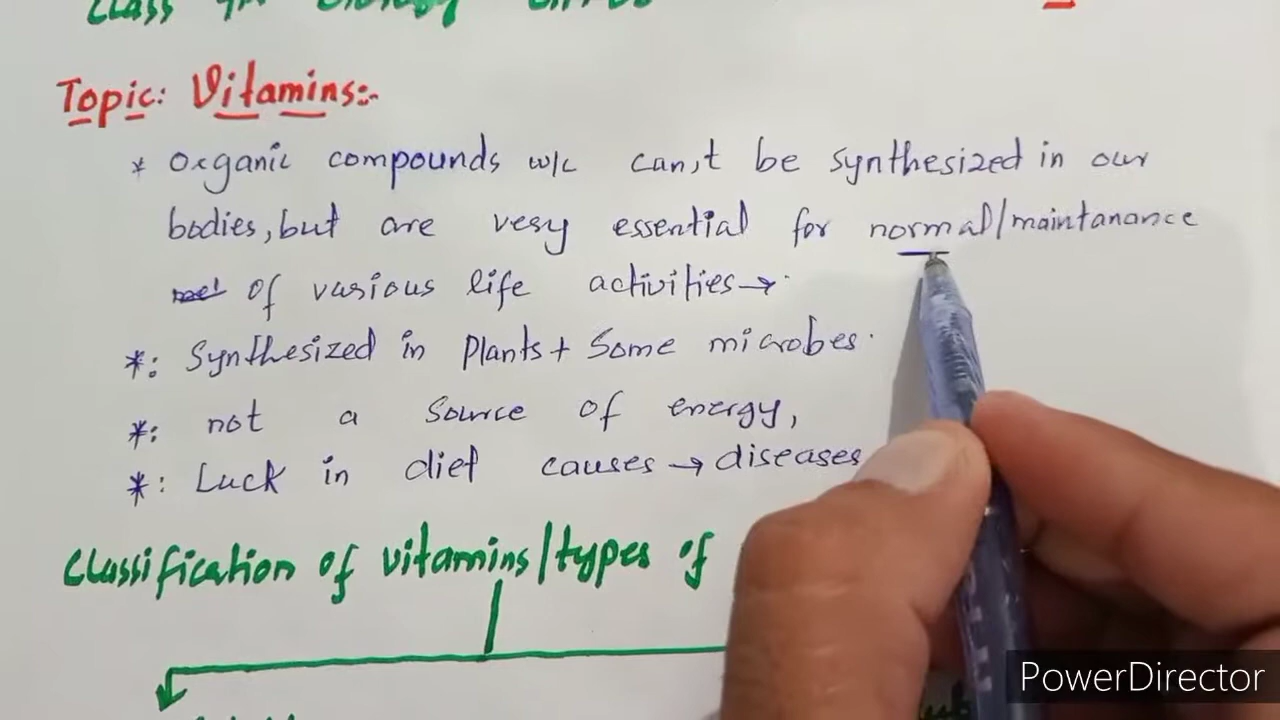 Topic: Vitamins:-
* Organic compounds w/c can,t be synthesized in our
bodies, but are very essential for normal/maintanance
of various life activities→.
*: Synthesized in plants + Some microbes.
*: not a source of energy,
*: Luck in diet causes → diseases
Classification of vitamins/types of
PowerDirector